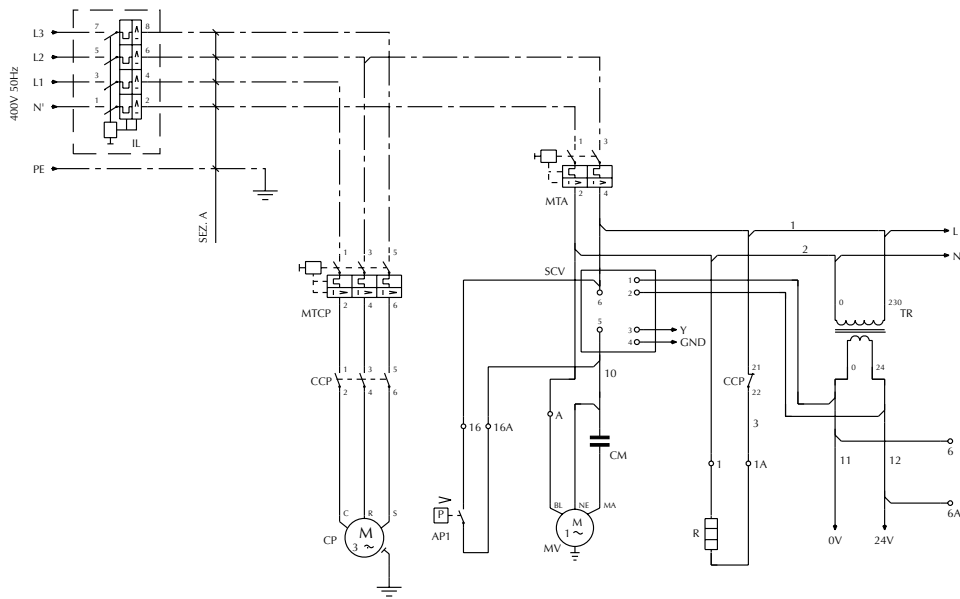 400V 50Hz
L3 7 8
L2 5 6
L1 3 4
N' 1 2
IL
PE
SEZ. A
1 3
MTA
2 4
1 L
2 N
1 3 5
MTCP
2 4 6
SCV
6 1
2
5 3 Y
4 GND
10
0 230
TR
0 24
CCP
1 3 5
2 4 6
CCP
21
22
3
A
16 16A
CM
1 1A
11 12
6
6A
P
AP1
BL NE MA
M
1 ~
MV
C R S
CP
M
3 ~
R
0V 24V